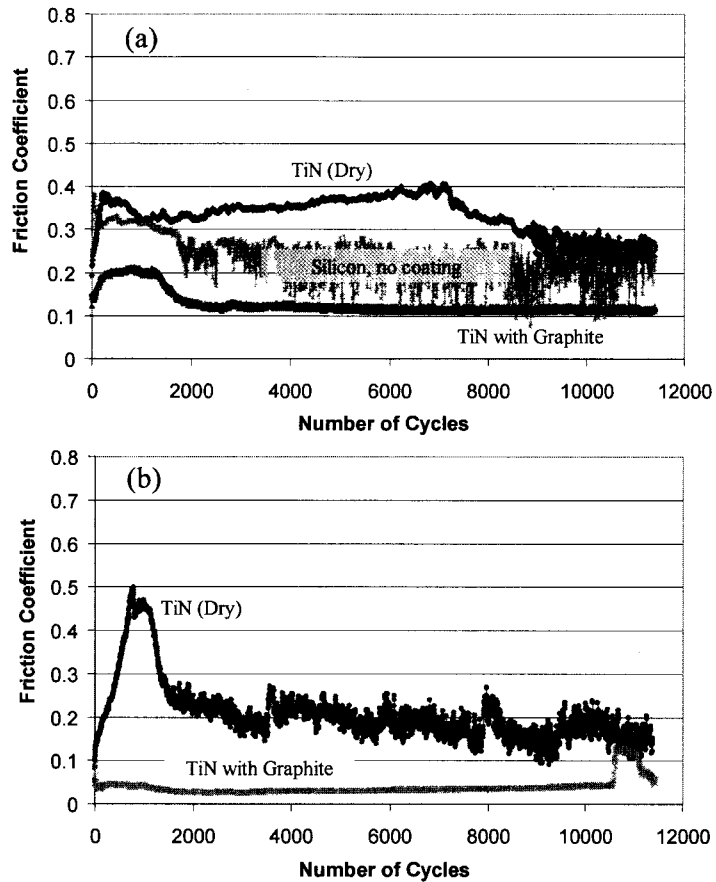 (a)
0.8
0.7
0.6
0.5
0.4
0.3
0.2
0.1
0
Friction Coefficient
TiN (Dry)
Silicon, no coating
TiN with Graphite
0 2000 4000 6000 8000 10000 12000
Number of Cycles
(b)
0.8
0.7
0.6
0.5
0.4
0.3
0.2
0.1
0
Friction Coefficient
TiN (Dry)
TiN with Graphite
0 2000 4000 6000 8000 10000 12000
Number of Cycles